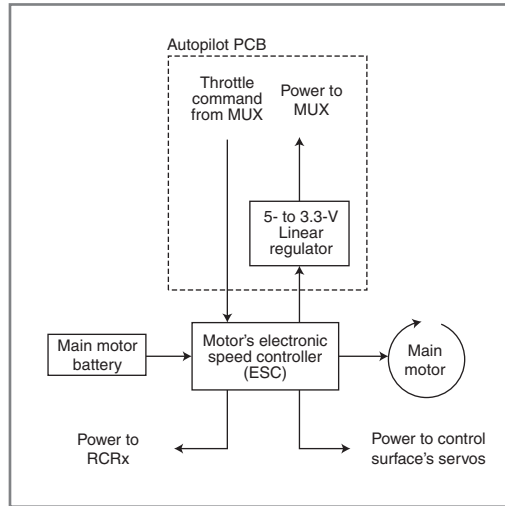 Autopilot PCB
Throttle
command
from MUX
Power to
MUX
5- to 3.3-V
Linear
regulator
Main motor
battery
Motor's electronic
speed controller
(ESC)
Main
motor
Power to
RCRx
Power to control
surface's servos